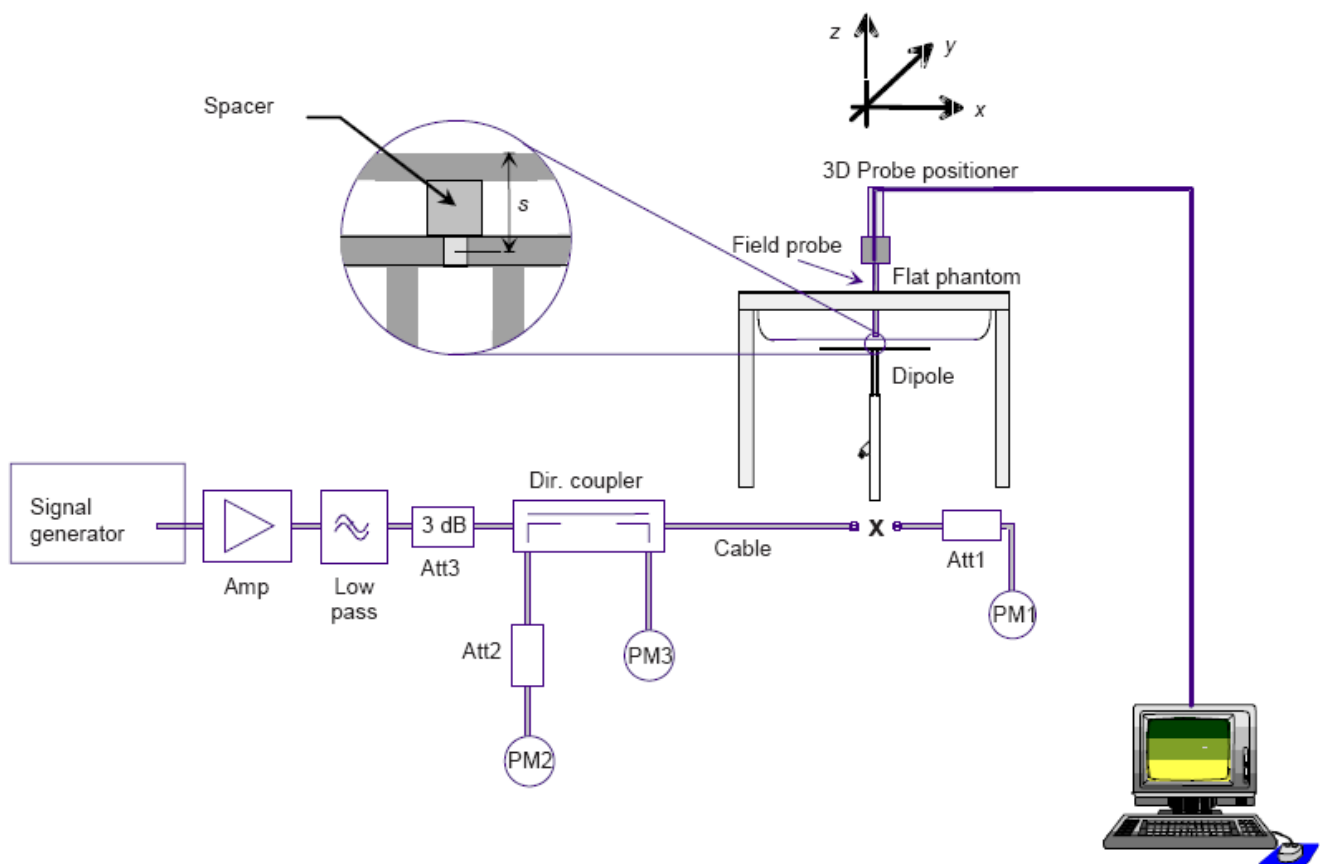 z
y
x
Spacer
s
3D Probe positioner
Field probe
Flat phantom
Dipole
Signal
generator
Amp
Low
pass
3 dB
Att3
Dir. coupler
Cable
X
Att1
PM1
Att2
PM3
PM2